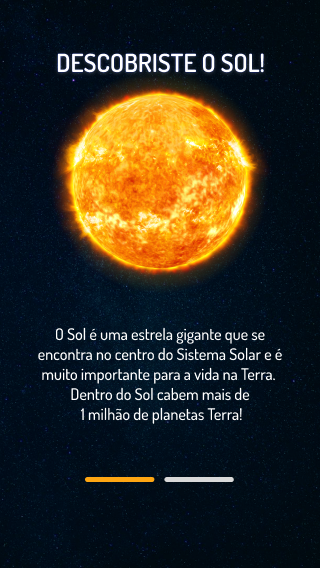 DESCOBRISTE O SOL!
O Sol é uma estrela gigante que se
encontra no centro do Sistema Solar e é
muito importante para a vida na Terra.
Dentro do Sol cabem mais de
1 milhão de planetas Terra!